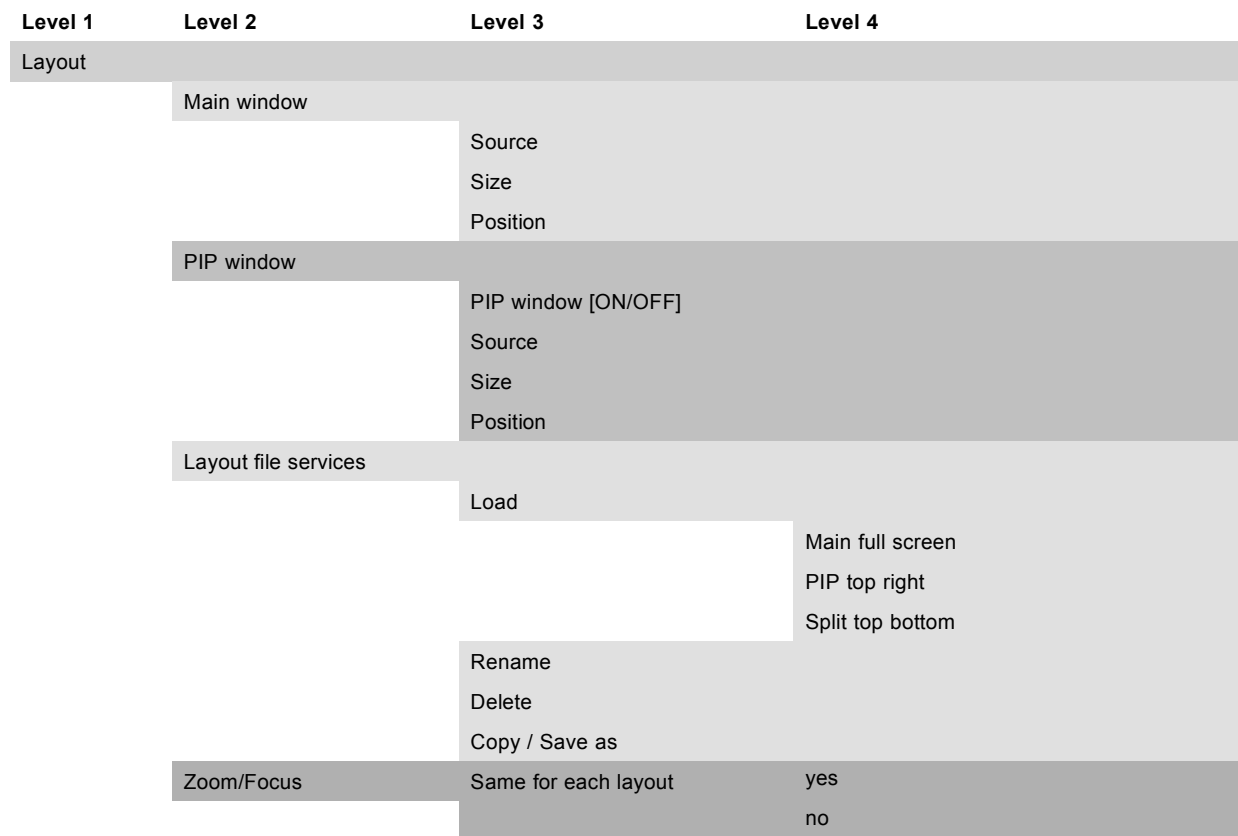 Level 1 Level 2 Level 3 Level 4
Layout
Main window
Source
Size
Position
PIP window
PIP window [ON/OFF]
Source
Size
Position
Layout file services
Load
Main full screen
PIP top right
Split top bottom
Rename
Delete
Copy / Save as
Zoom/Focus Same for each layout yes
no